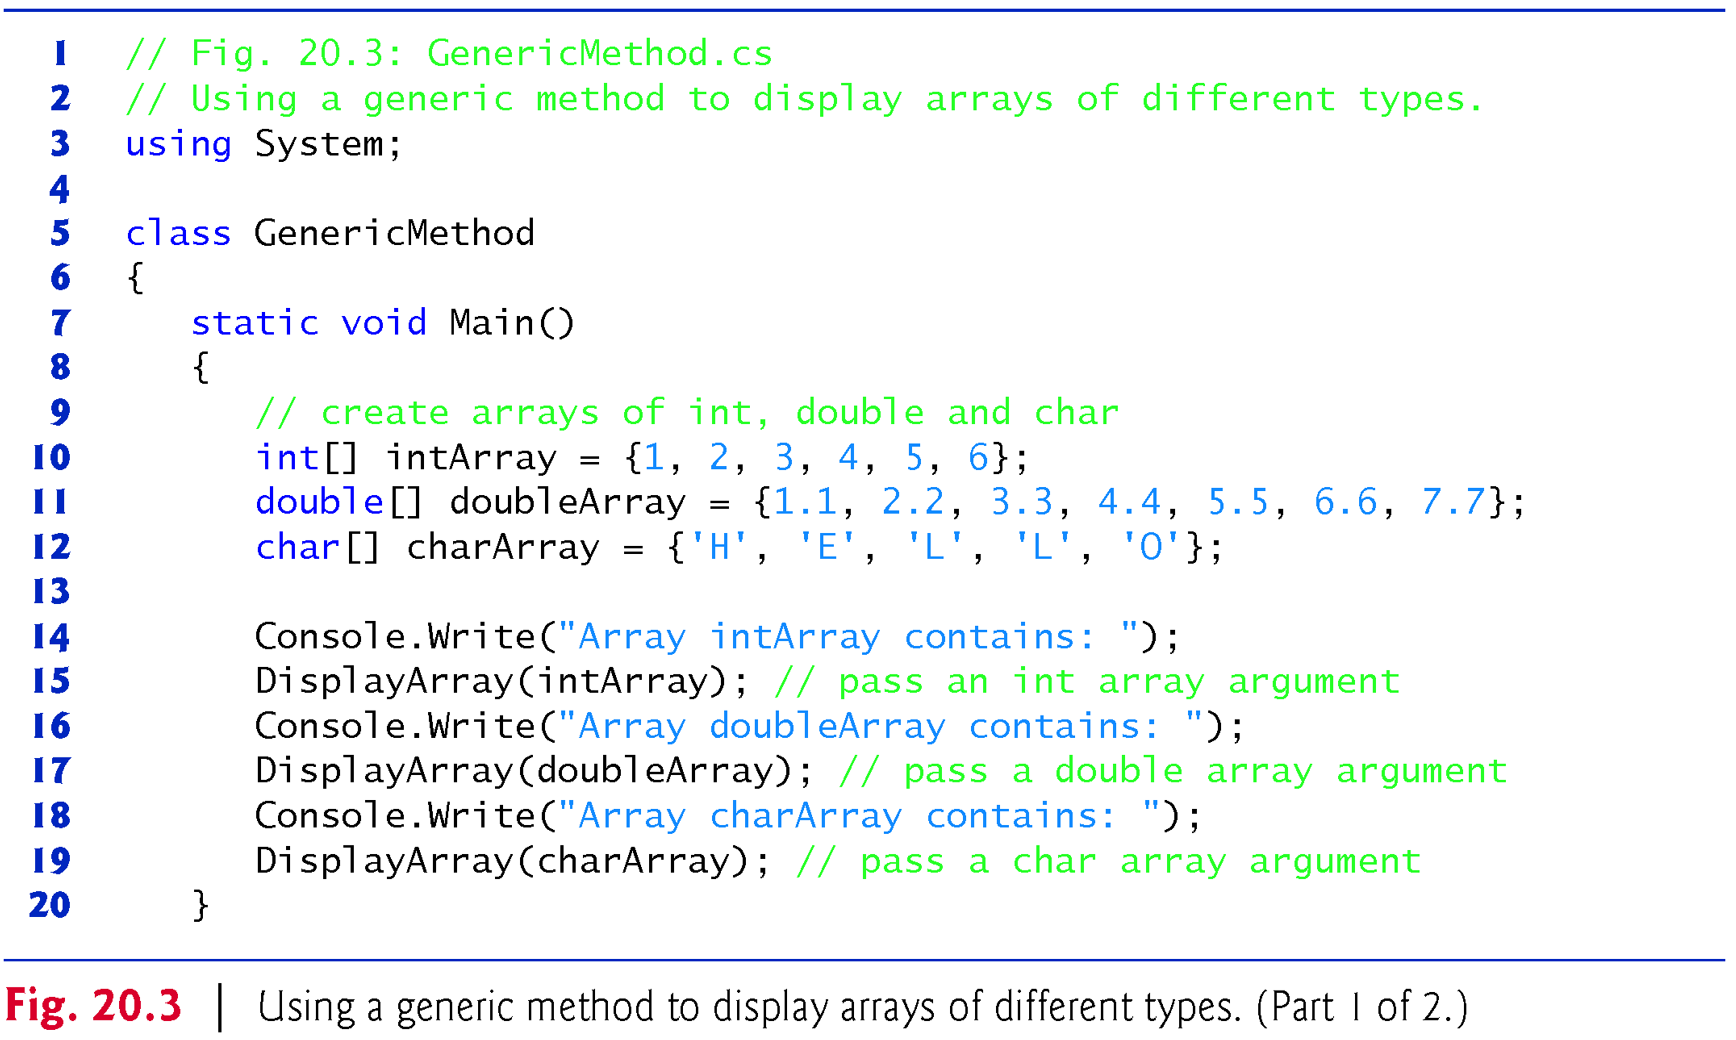 1 // Fig. 20.3: GenericMethod.cs
2 // Using a generic method to display arrays of different types.
3 using System;
4
5 class GenericMethod
6 {
7    static void Main()
8    {
9       // create arrays of int, double and char
10       int[] intArray = {1, 2, 3, 4, 5, 6};
11       double[] doubleArray = {1.1, 2.2, 3.3, 4.4, 5.5, 6.6, 7.7};
12       char[] charArray = {'H', 'E', 'L', 'L', 'O'};
13
14       Console.Write("Array intArray contains: ");
15       DisplayArray(intArray); // pass an int array argument
16       Console.Write("Array doubleArray contains: ");
17       DisplayArray(doubleArray); // pass a double array argument
18       Console.Write("Array charArray contains: ");
19       DisplayArray(charArray); // pass a char array argument
20    }
Fig. 20.3 | Using a generic method to display arrays of different types. (Part 1 of 2.)